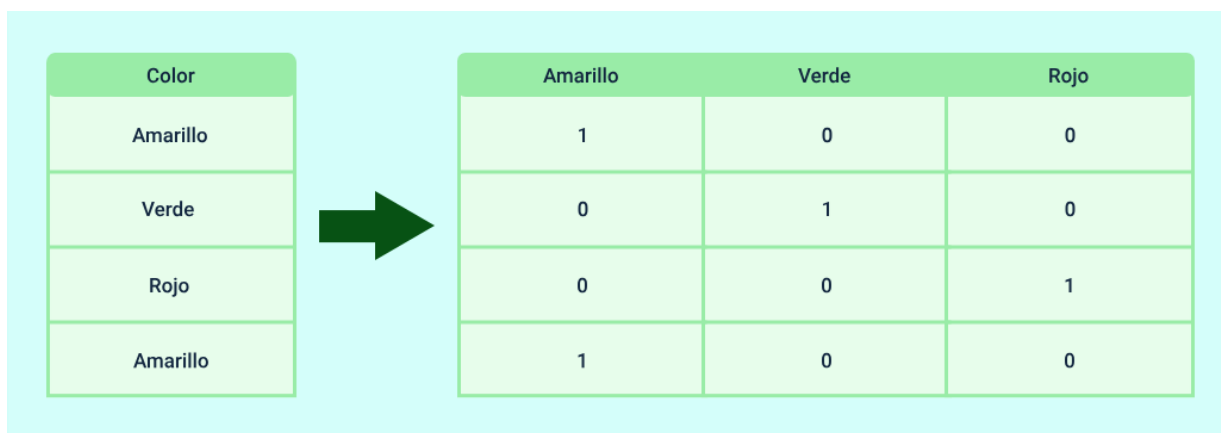 Color
Amarillo
Verde
Rojo
Amarillo
Amarillo Verde Rojo
1 0 0
0 1 0
0 0 1
1 0 0